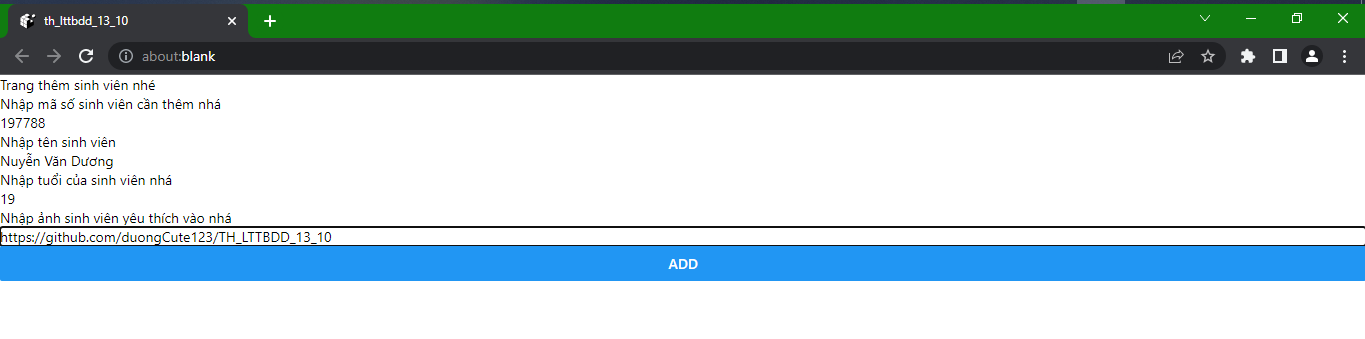 th_lttbdd_13_10
about:blank
Trang thêm sinh viên nhé
Nhập mã số sinh viên cần thêm nhá
197788
Nhập tên sinh viên
Nuyễn Văn Dương
Nhập tuổi của sinh viên nhá
19
Nhập ảnh sinh viên yêu thích vào nhá
https://github.com/duongCute123/TH_LTTBDD_13_10
ADD